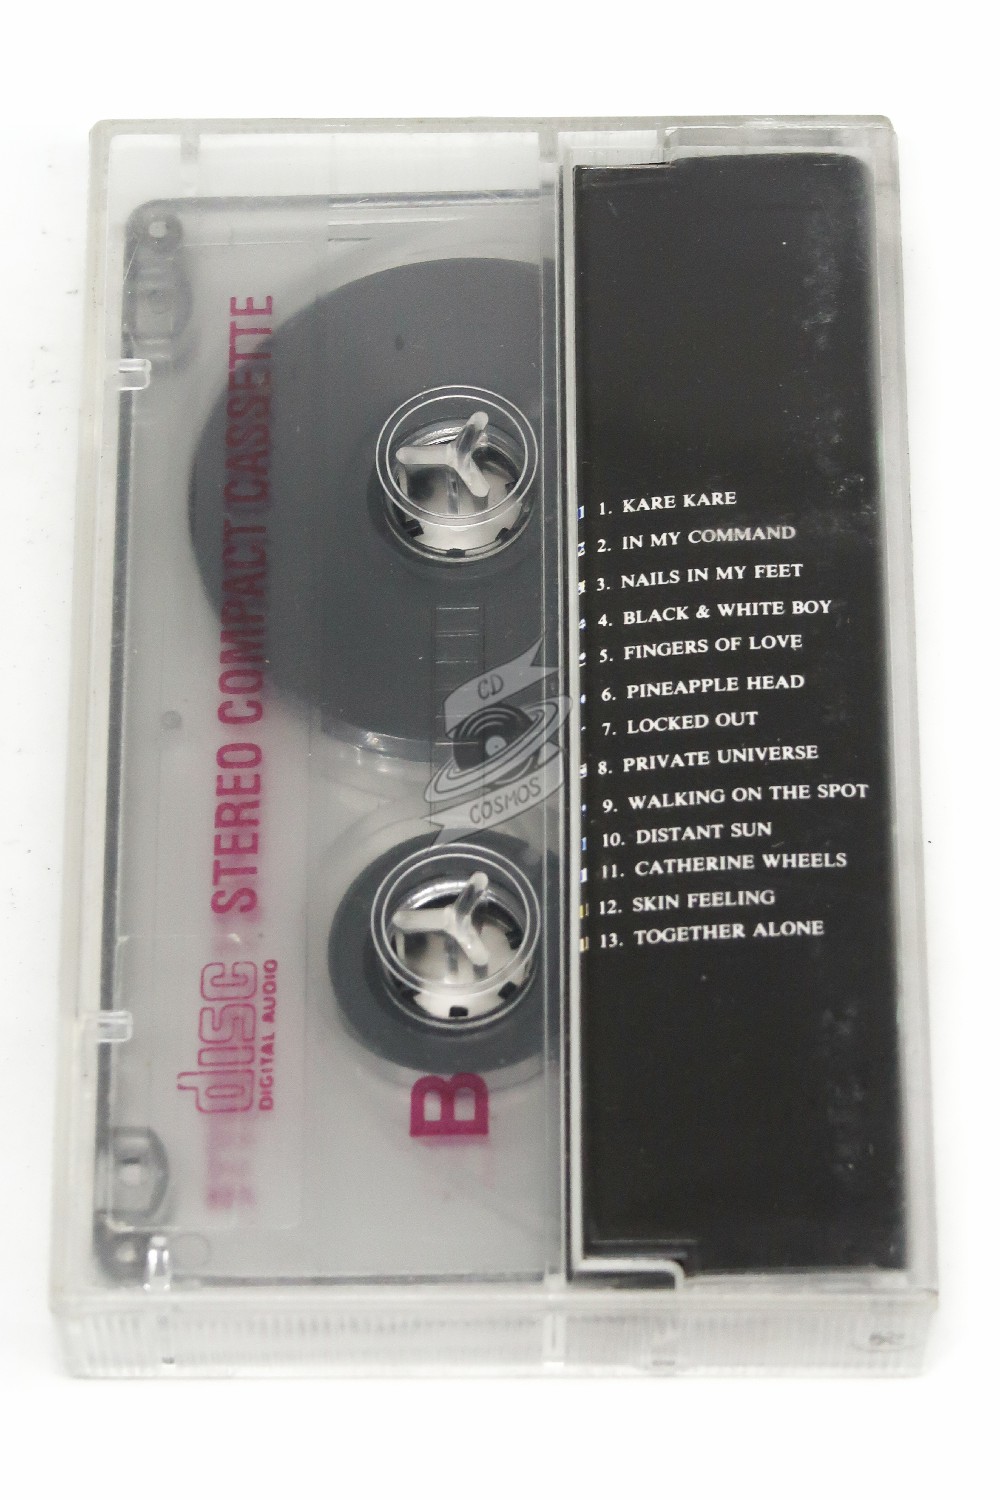 STEREO COMPACT CASSETTE
disc
DIGITAL AUDIO
B
CD
COSMOS
1. KARE KARE
2. IN MY COMMAND
3. NAILS IN MY FEET
4. BLACK & WHITE BOY
5. FINGERS OF LOVE
6. PINEAPPLE HEAD
7. LOCKED OUT
8. PRIVATE UNIVERSE
9. WALKING ON THE SPOT
10. DISTANT SUN
11. CATHERINE WHEELS
12. SKIN FEELING
13. TOGETHER ALONE